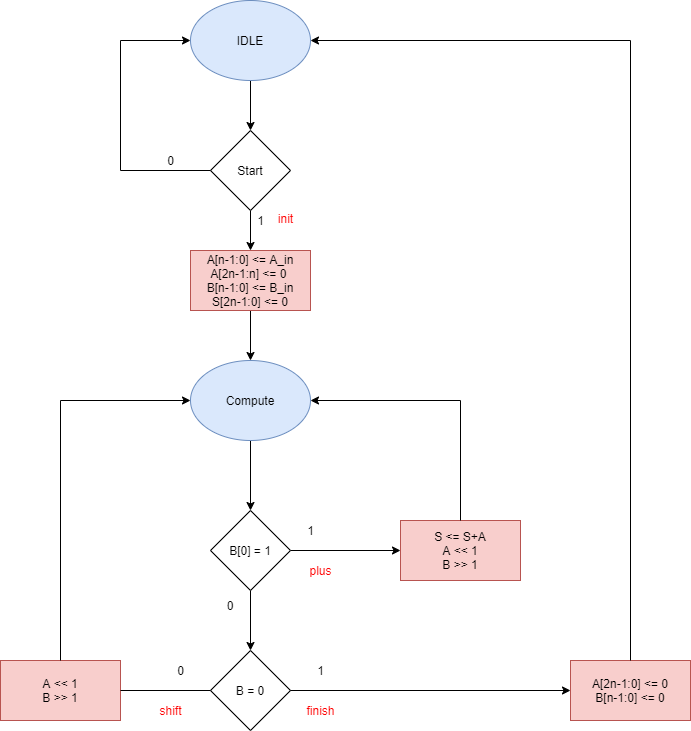 IDLE
Start
0
1
init
A[n-1:0] <= A_in
A[2n-1:n] <= 0
B[n-1:0] <= B_in
S[2n-1:0] <= 0
Compute
B[0] = 1
1
plus
S <= S+A
A << 1
B >> 1
0
B = 0
0
shift
A << 1
B >> 1
1
finish
A[2n-1:0] <= 0
B[n-1:0] <= 0